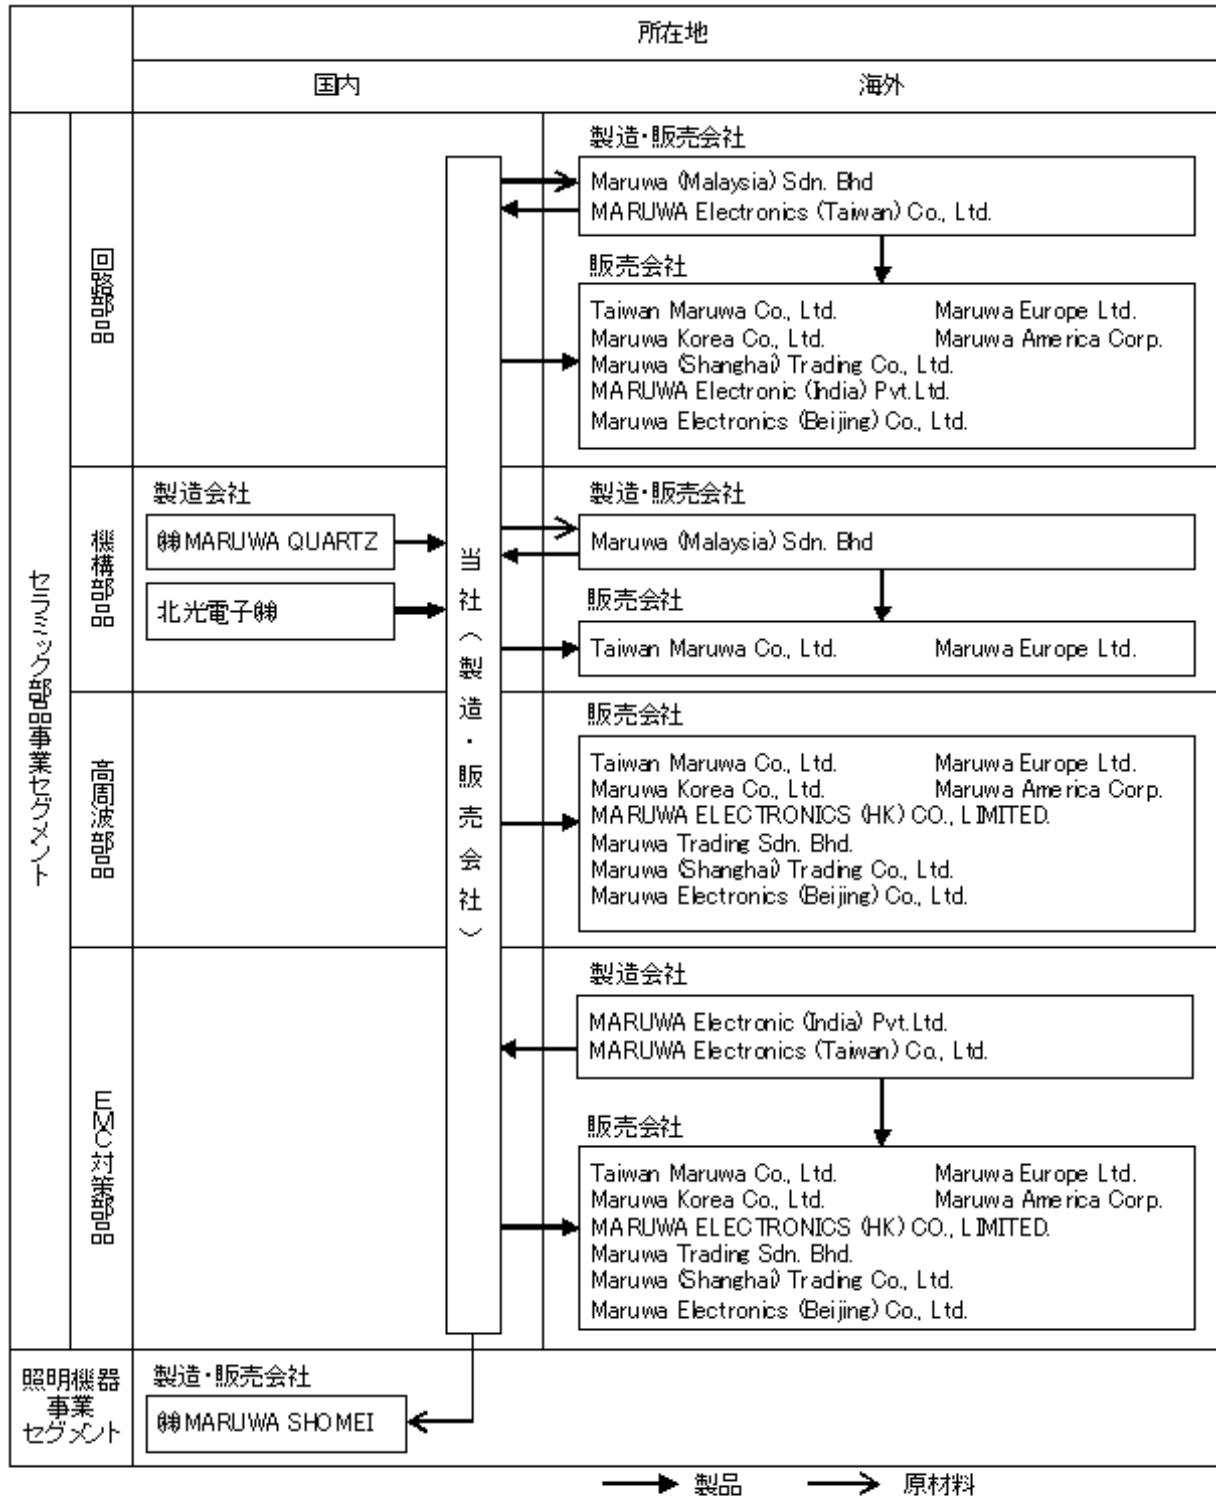 所在地
国内
海外
セラミック部品事業セグメント
回路部品
製造・販売会社
Maruwa (Malaysia) Sdn. Bhd
MARUWA Electronics (Taiwan) Co., Ltd.
販売会社
Taiwan Maruwa Co., Ltd. Maruwa Europe Ltd.
Maruwa Korea Co., Ltd. Maruwa America Corp.
Maruwa (Shanghai) Trading Co., Ltd.
MARUWA Electronic (India) Pvt.Ltd.
Maruwa Electronics (Beijing) Co., Ltd.
当社(製造・販売会社)
機構部品
製造会社
㈱MARUWA QUARTZ
北光電子㈱
製造・販売会社
Maruwa (Malaysia) Sdn. Bhd
販売会社
Taiwan Maruwa Co., Ltd. Maruwa Europe Ltd.
高周波部品
販売会社
Taiwan Maruwa Co., Ltd. Maruwa Europe Ltd.
Maruwa Korea Co., Ltd. Maruwa America Corp.
MARUWA ELECTRONICS (HK) CO., LIMITED.
Maruwa Trading Sdn. Bhd.
Maruwa (Shanghai) Trading Co., Ltd.
Maruwa Electronics (Beijing) Co., Ltd.
EMC対策部品
製造会社
MARUWA Electronic (India) Pvt.Ltd.
MARUWA Electronics (Taiwan) Co., Ltd.
販売会社
Taiwan Maruwa Co., Ltd. Maruwa Europe Ltd.
Maruwa Korea Co., Ltd. Maruwa America Corp.
MARUWA ELECTRONICS (HK) CO., LIMITED.
Maruwa Trading Sdn. Bhd.
Maruwa (Shanghai) Trading Co., Ltd.
Maruwa Electronics (Beijing) Co., Ltd.
照明機器
事業
セグメント
製造・販売会社
㈱MARUWA SHOMEI
製品 原材料